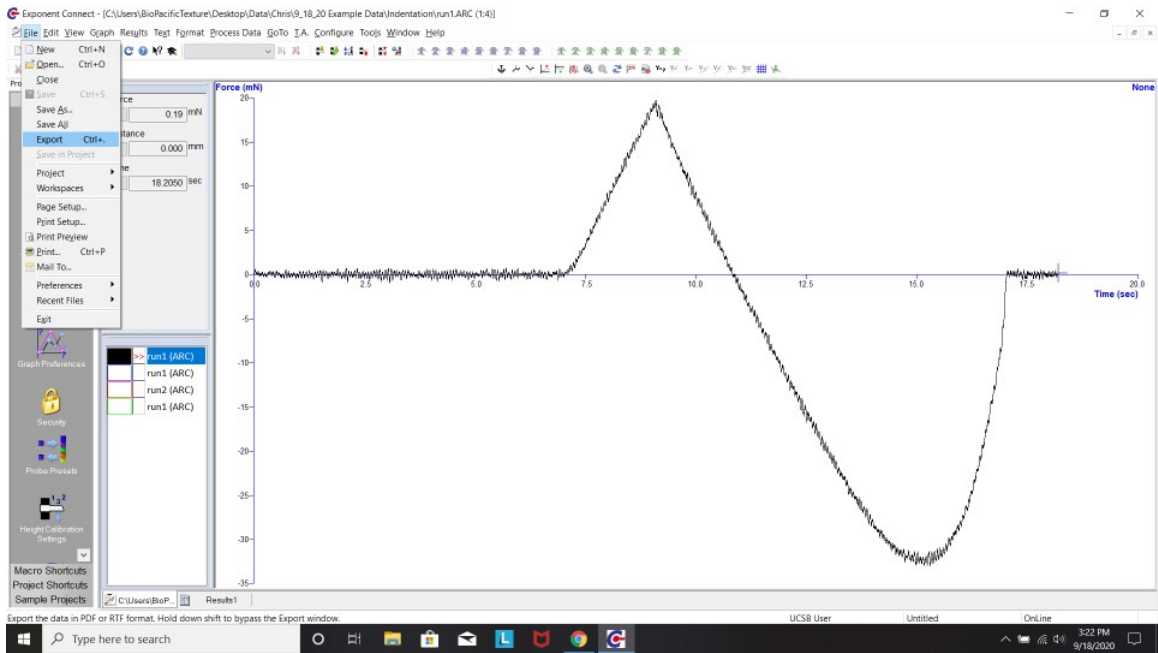 Exponent Connect - [C:\Users\BioPacificTexture\Desktop\Data\Chris\9_18_20 Example Data\Indentation\run1.ARC (1:4)]
File Edit View Graph Results Text Format Process Data GoTo T.A. Configure Tools Window Help
New Ctrl+N
Open... Ctrl+O
Close
Save Ctrl+S
Save As...
Save All
Export Ctrl+.
Save in Project
Project
Workspaces
Page Setup...
Print Setup...
Print Preview
Print... Ctrl+P
Mail To...
Preferences
Recent Files
Exit
0.19 mN
0.000 mm
18.2050 sec
run1 (ARC)
run1 (ARC)
run2 (ARC)
run1 (ARC)
Graph Preferences
Security
Probe Presets
Height Calibration
Settings
Macro Shortcuts
Project Shortcuts
Sample Projects
Force (mN)
None
20
15
10
5
0
-5
-10
-15
-20
-25
-30
-35
0.0 2.5 5.0 7.5 10.0 12.5 15.0 17.5 20.0
Time (sec)
C:\Users\BioP... Results1
Export the data in PDF or RTF format. Hold down shift to bypass the Export window.
UCSB User Untitled OnLine
Type here to search
3:22 PM
9/18/2020